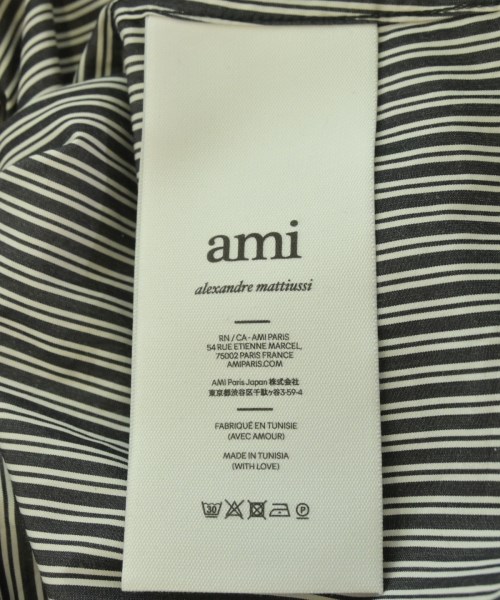 ami
alexandre mattiussi
RN / CA - AMI PARIS
54 RUE ETIENNE MARCEL,
75002 PARIS FRANCE
AMIPARIS.COM
AMI Paris Japan 株式会社
東京都渋谷区千駄ヶ谷3-59-4
FABRIQUÉ EN TUNISIE
(AVEC AMOUR)
MADE IN TUNISIA
(WITH LOVE)
30 P